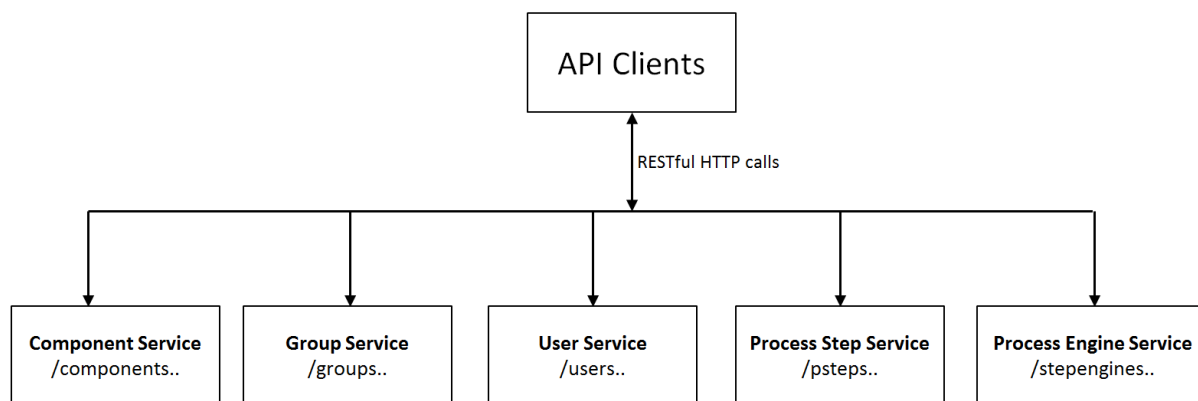 API Clients
RESTful HTTP calls
Component Service
/components..
Group Service
/groups..
User Service
/users..
Process Step Service
/psteps..
Process Engine Service
/stepengines..